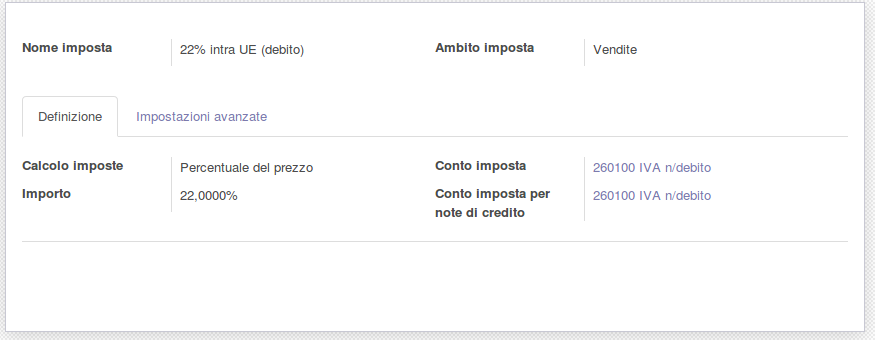 Nome imposta 22% intra UE (debito) Ambito imposta Vendite
Definizione Impostazioni avanzate
Calcolo imposte Percentuale del prezzo Conto imposta 260100 IVA n/debito
Importo 22,0000% Conto imposta per 260100 IVA n/debito
note di credito